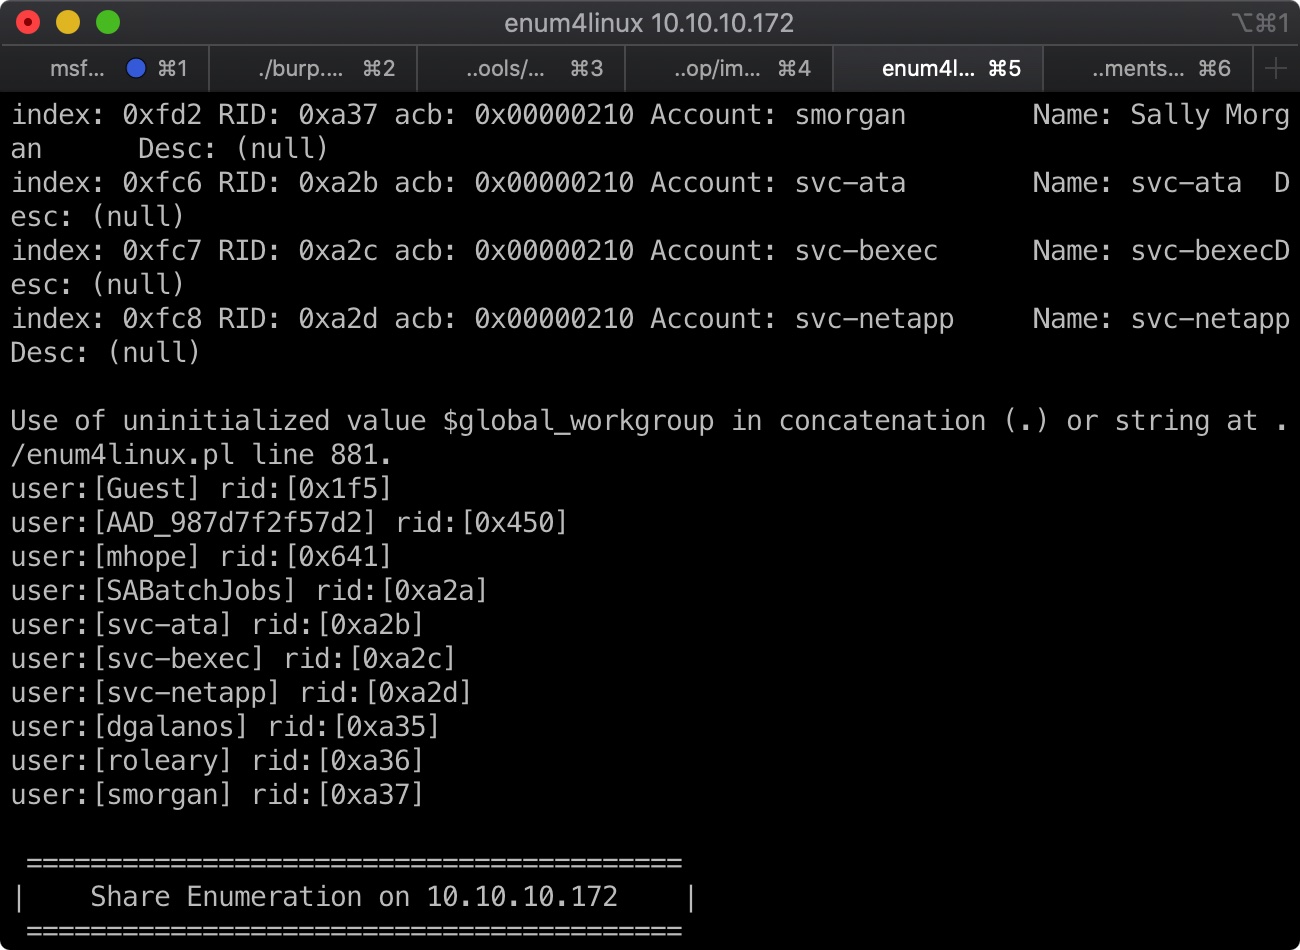 enum4linux 10.10.10.172
⌥⌘1
msf... ⌘1
./burp.... ⌘2
..ools/... ⌘3
..op/im... ⌘4
enum4l... ⌘5
..ments... ⌘6
index: 0xfd2 RID: 0xa37 acb: 0x00000210 Account: smorgan Name: Sally Morg
an Desc: (null)
index: 0xfc6 RID: 0xa2b acb: 0x00000210 Account: svc-ata Name: svc-ata D
esc: (null)
index: 0xfc7 RID: 0xa2c acb: 0x00000210 Account: svc-bexec Name: svc-bexecD
esc: (null)
index: 0xfc8 RID: 0xa2d acb: 0x00000210 Account: svc-netapp Name: svc-netapp
Desc: (null)
Use of uninitialized value $global_workgroup in concatenation (.) or string at .
/enum4linux.pl line 881.
user:[Guest] rid:[0x1f5]
user:[AAD_987d7f2f57d2] rid:[0x450]
user:[mhope] rid:[0x641]
user:[SABatchJobs] rid:[0xa2a]
user:[svc-ata] rid:[0xa2b]
user:[svc-bexec] rid:[0xa2c]
user:[svc-netapp] rid:[0xa2d]
user:[dgalanos] rid:[0xa35]
user:[roleary] rid:[0xa36]
user:[smorgan] rid:[0xa37]
=========================================
| Share Enumeration on 10.10.10.172 |
=========================================